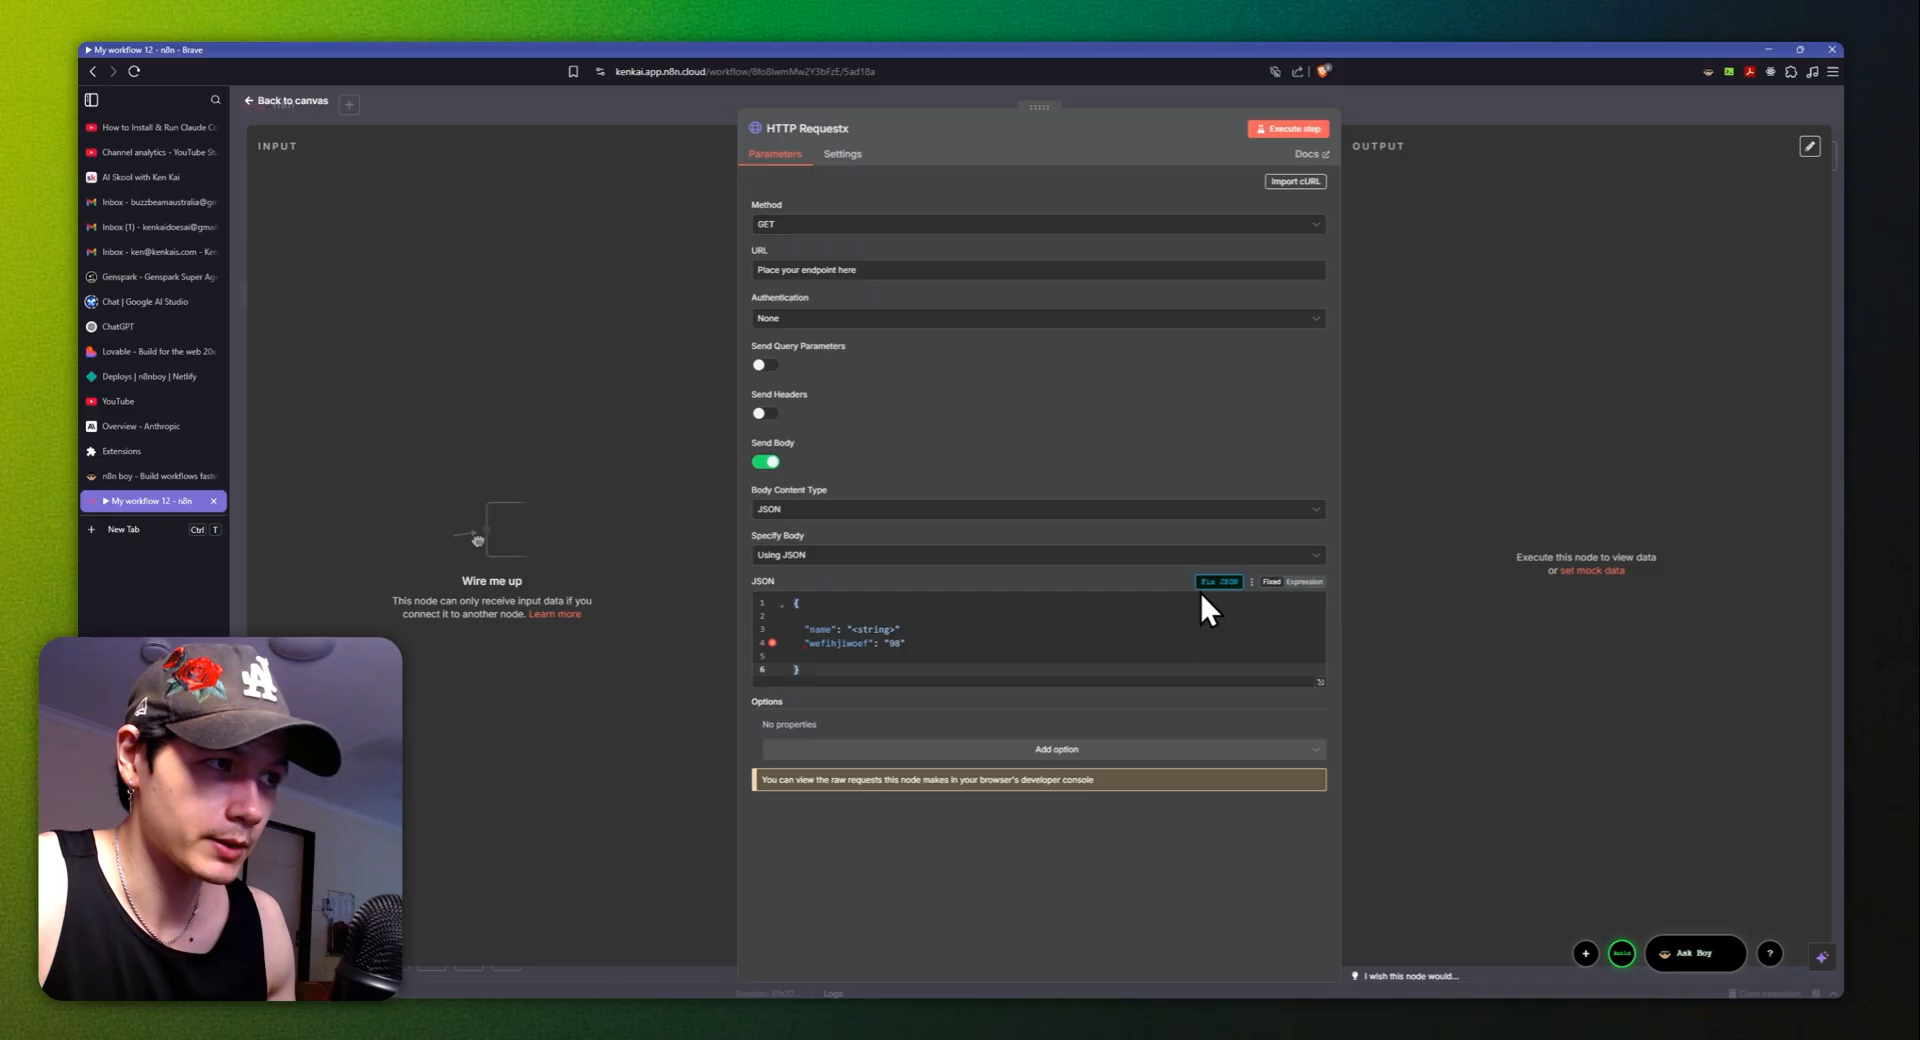 My workflow 12 - n8n - Brave
kenkai.app.n8n.cloud/workflow/8fo8lwmMw2Y3bFzE/5ad18a
How to Install & Run Claude Co
Channel analytics - YouTube St
AI Skool with Ken Kai
Inbox - buzzbeamaustralia@gm
Inbox (1) - kenkaidoesai@gmai
Inbox - ken@kenkais.com - Ken
Genspark - Genspark Super Ag
Chat | Google AI Studio
ChatGPT
Lovable - Build for the web 20x
Deploys | n8nboy | Netlify
YouTube
Overview - Anthropic
Extensions
n8n boy - Build workflows faste
My workflow 12 - n8n
New Tab
Ctrl T
Back to canvas
INPUT
Wire me up
This node can only receive input data if you
connect it to another node. Learn more
HTTP Requestx
Execute step
Parameters
Settings
Docs
Import cURL
Method
GET
URL
Place your endpoint here
Authentication
None
Send Query Parameters
Send Headers
Send Body
Body Content Type
JSON
Specify Body
Using JSON
JSON
Fix JSON
Fixed
Expression
1 {
2
3 "name": "<string>"
4 "wefihjiwoef": "98"
5
6 }
Options
No properties
Add option
You can view the raw requests this node makes in your browser's developer console
OUTPUT
Execute this node to view data
or set mock data
Build
Ask Boy
?
I wish this node would...
Logs
Clear execution
LA